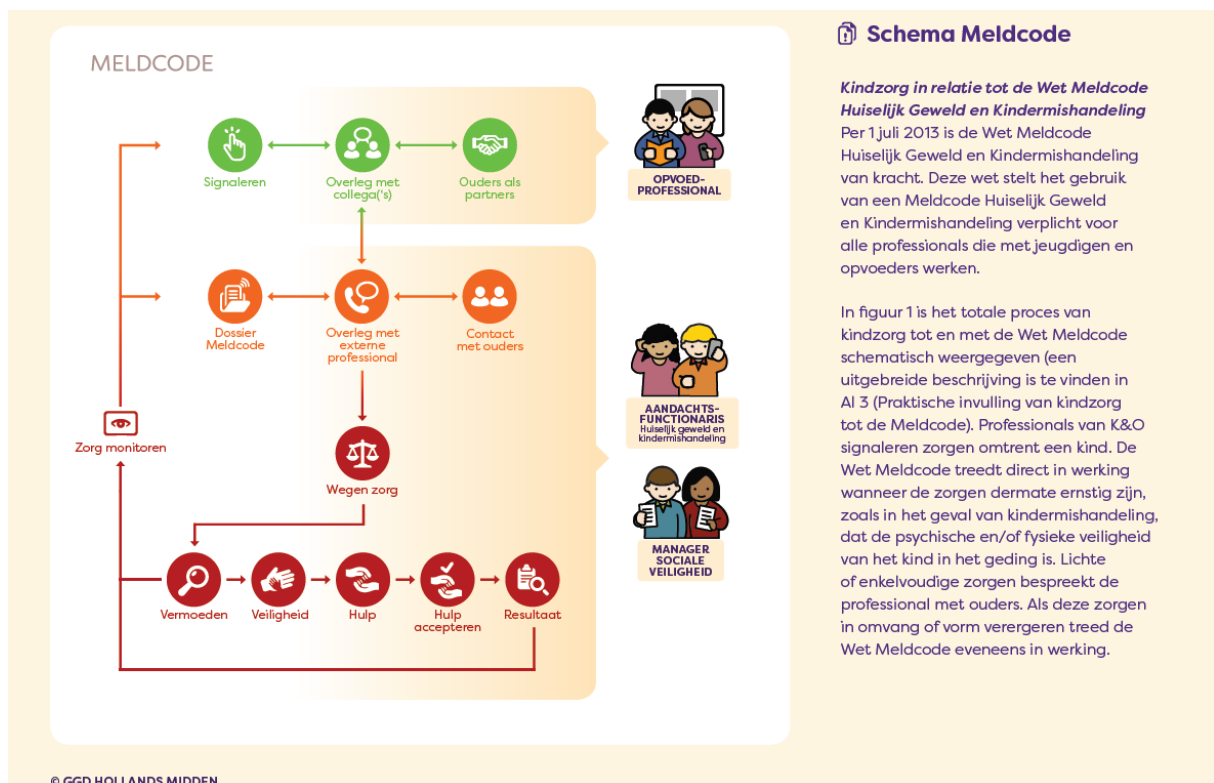 MELDCODE
Signaleren
Overleg met
collega('s)
Ouders als
partners
OPVOED-
PROFESSIONAL
Dossier
Meldcode
Overleg met
externe
professional
Contact
met ouders
AANDACHTS-
FUNCTIONARIS
Huiselijk geweld en
kindermishandeling
Zorg monitoren
Wegen zorg
MANAGER
SOCIALE
VEILIGHEID
Vermoeden
Veiligheid
Hulp
Hulp
accepteren
Resultaat
Schema Meldcode
Kindzorg in relatie tot de Wet Meldcode
Huiselijk Geweld en Kindermishandeling
Per 1 juli 2013 is de Wet Meldcode
Huiselijk Geweld en Kindermishandeling
van kracht. Deze wet stelt het gebruik
van een Meldcode Huiselijk Geweld
en Kindermishandeling verplicht voor
alle professionals die met jeugdigen en
opvoeders werken.
In figuur 1 is het totale proces van
kindzorg tot en met de Wet Meldcode
schematisch weergegeven (een
uitgebreide beschrijving is te vinden in
AI 3 (Praktische invulling van kindzorg
tot de Meldcode). Professionals van K&O
signaleren zorgen omtrent een kind. De
Wet Meldcode treedt direct in werking
wanneer de zorgen dermate ernstig zijn,
zoals in het geval van kindermishandeling,
dat de psychische en/of fysieke veiligheid
van het kind in het geding is. Lichte
of enkelvoudige zorgen bespreekt de
professional met ouders. Als deze zorgen
in omvang of vorm verergeren treed de
Wet Meldcode eveneens in werking.
© GGD HOLLANDS MIDDEN